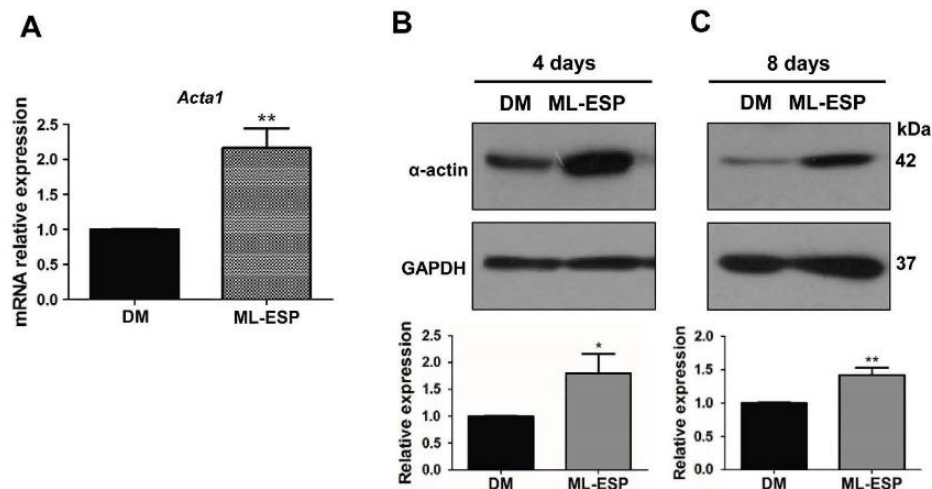 A
Acta1
mRNA relative expression
2.5
2.0
1.5
1.0
0.5
0.0
**
DM
ML-ESP
B
4 days
DM ML-ESP
α-actin
GAPDH
Relative expression
2.5
2.0
1.5
1.0
0.5
0.0
*
DM
ML-ESP
C
8 days
DM ML-ESP
kDa
42
37
Relative expression
2.0
1.5
1.0
0.5
0.0
**
DM
ML-ESP